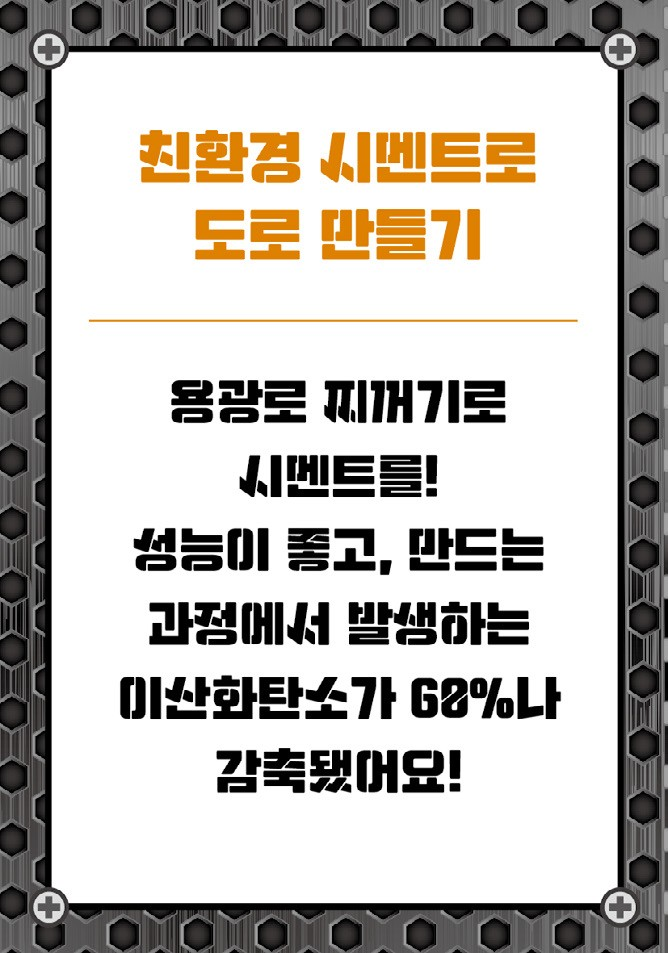 친환경 시멘트로
도로 만들기
용광로 찌꺼기로
시멘트를!
성능이 좋고, 만드는
과정에서 발생하는
이산화탄소가 60%나
감축됐어요!